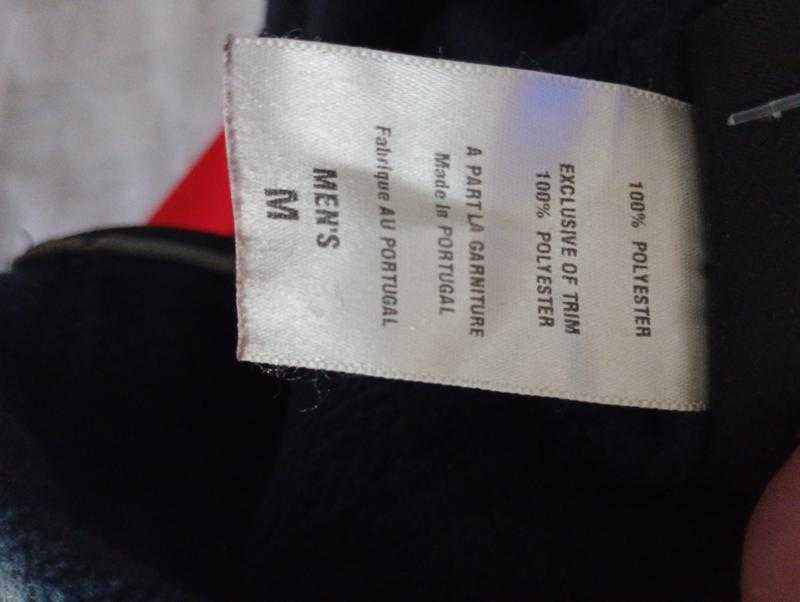 100% POLYESTER
EXCLUSIVE OF TRIM
100% POLYESTER
A PART LA GARNITURE
Made In PORTUGAL
Fabrique AU PORTUGAL
MEN'S
M